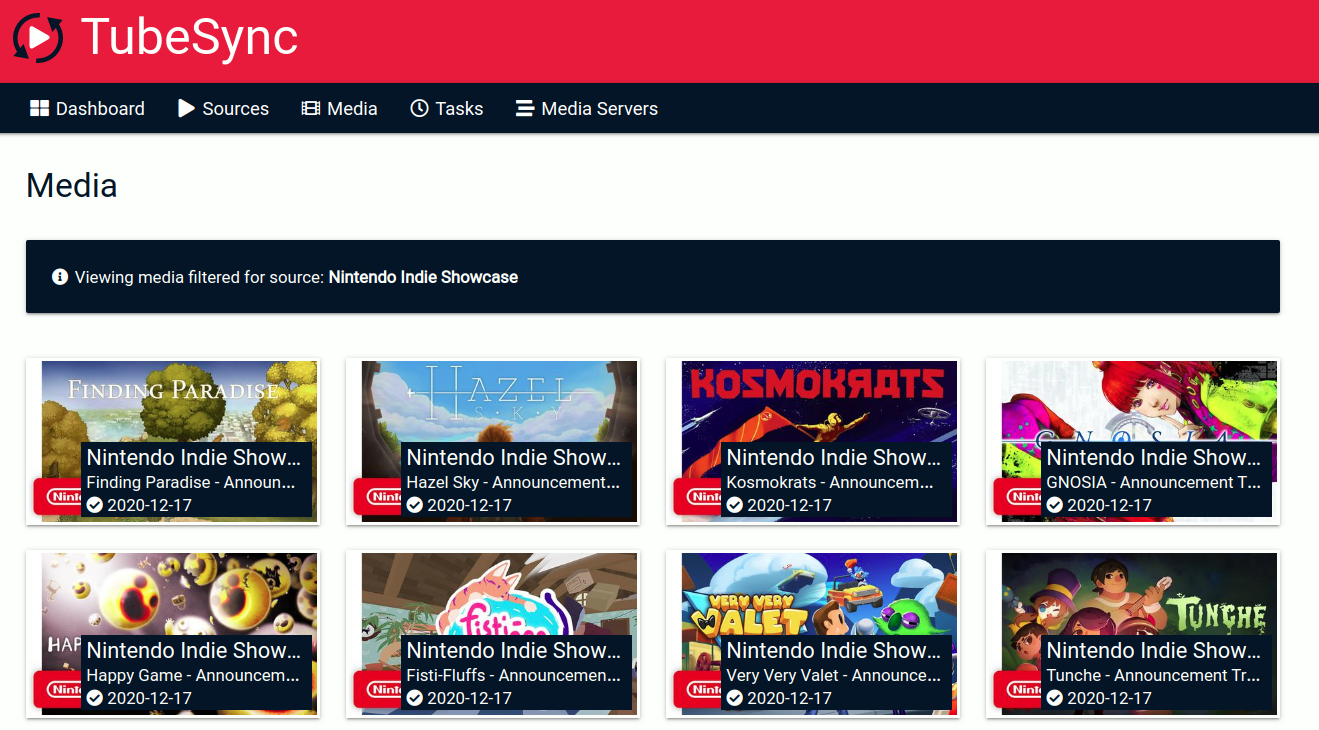 TubeSync
Dashboard Sources Media Tasks Media Servers
Media
Viewing media filtered for source: Nintendo Indie Showcase
FINDING PARADISE
Nintendo Indie Show...
Finding Paradise - Announ...
2020-12-17
HAZEL
SKY
Nintendo Indie Show...
Hazel Sky - Announcement...
2020-12-17
KOSMOKЯATS
Nintendo Indie Show...
Kosmokrats - Announcem...
2020-12-17
GNOSIA
Nintendo Indie Show...
GNOSIA - Announcement T...
2020-12-17
HAP
Nintendo Indie Show...
Happy Game - Announcem...
2020-12-17
fisti-
Nintendo Indie Show...
Fisti-Fluffs - Announcemen...
2020-12-17
VERY VERY
VALET
Nintendo Indie Show...
Very Very Valet - Announce...
2020-12-17
TUNCHE
Nintendo Indie Show...
Tunche - Announcement Tr...
2020-12-17